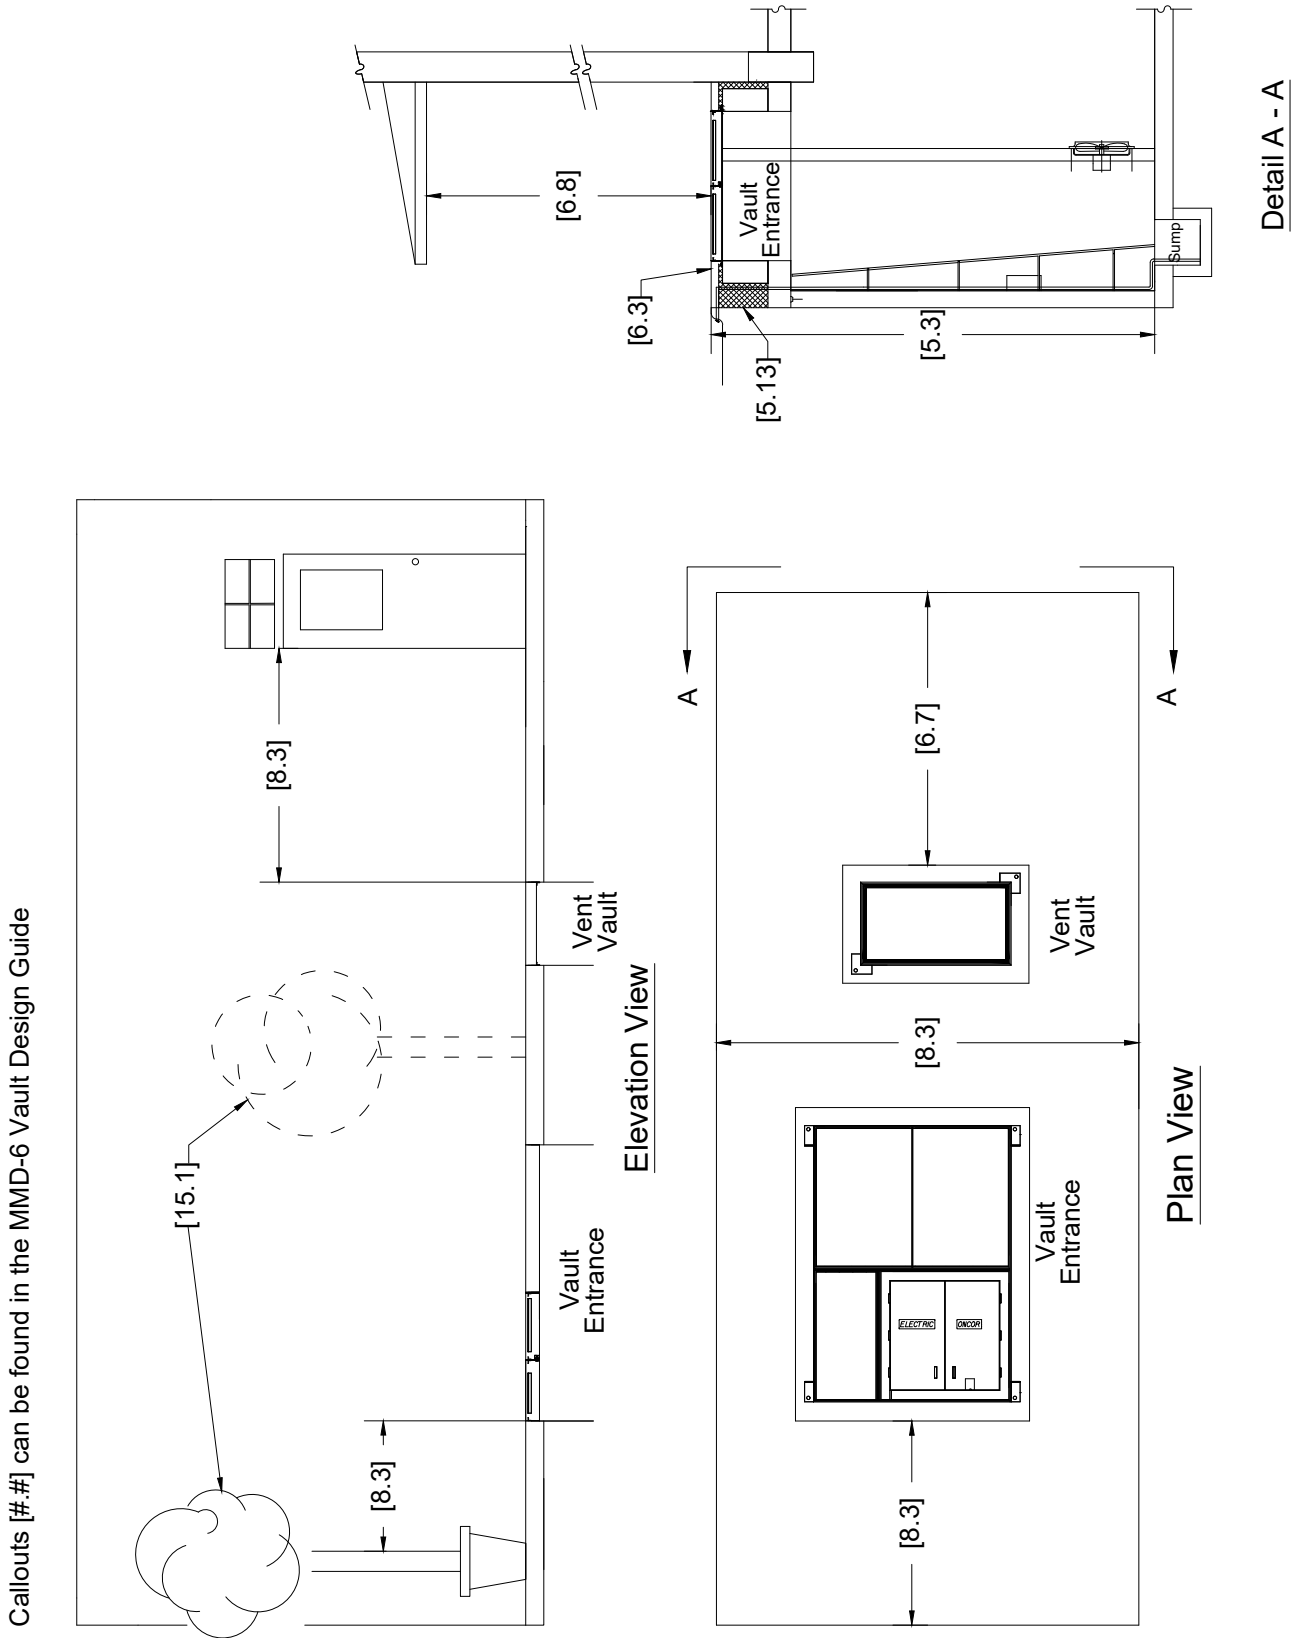 Callouts [#.#] can be found in the MMD-6 Vault Design Guide
[15.1]
[8.3]
[8.3]
Vault
Entrance
Vent
Vault
Elevation View
[6.8]
[6.3]
[5.13]
Vault
Entrance
[5.3]
Sump
Detail A - A
A
A
[8.3]
ELECTRIC
ONCOR
Vault
Entrance
[8.3]
Vent
Vault
[6.7]
Plan View